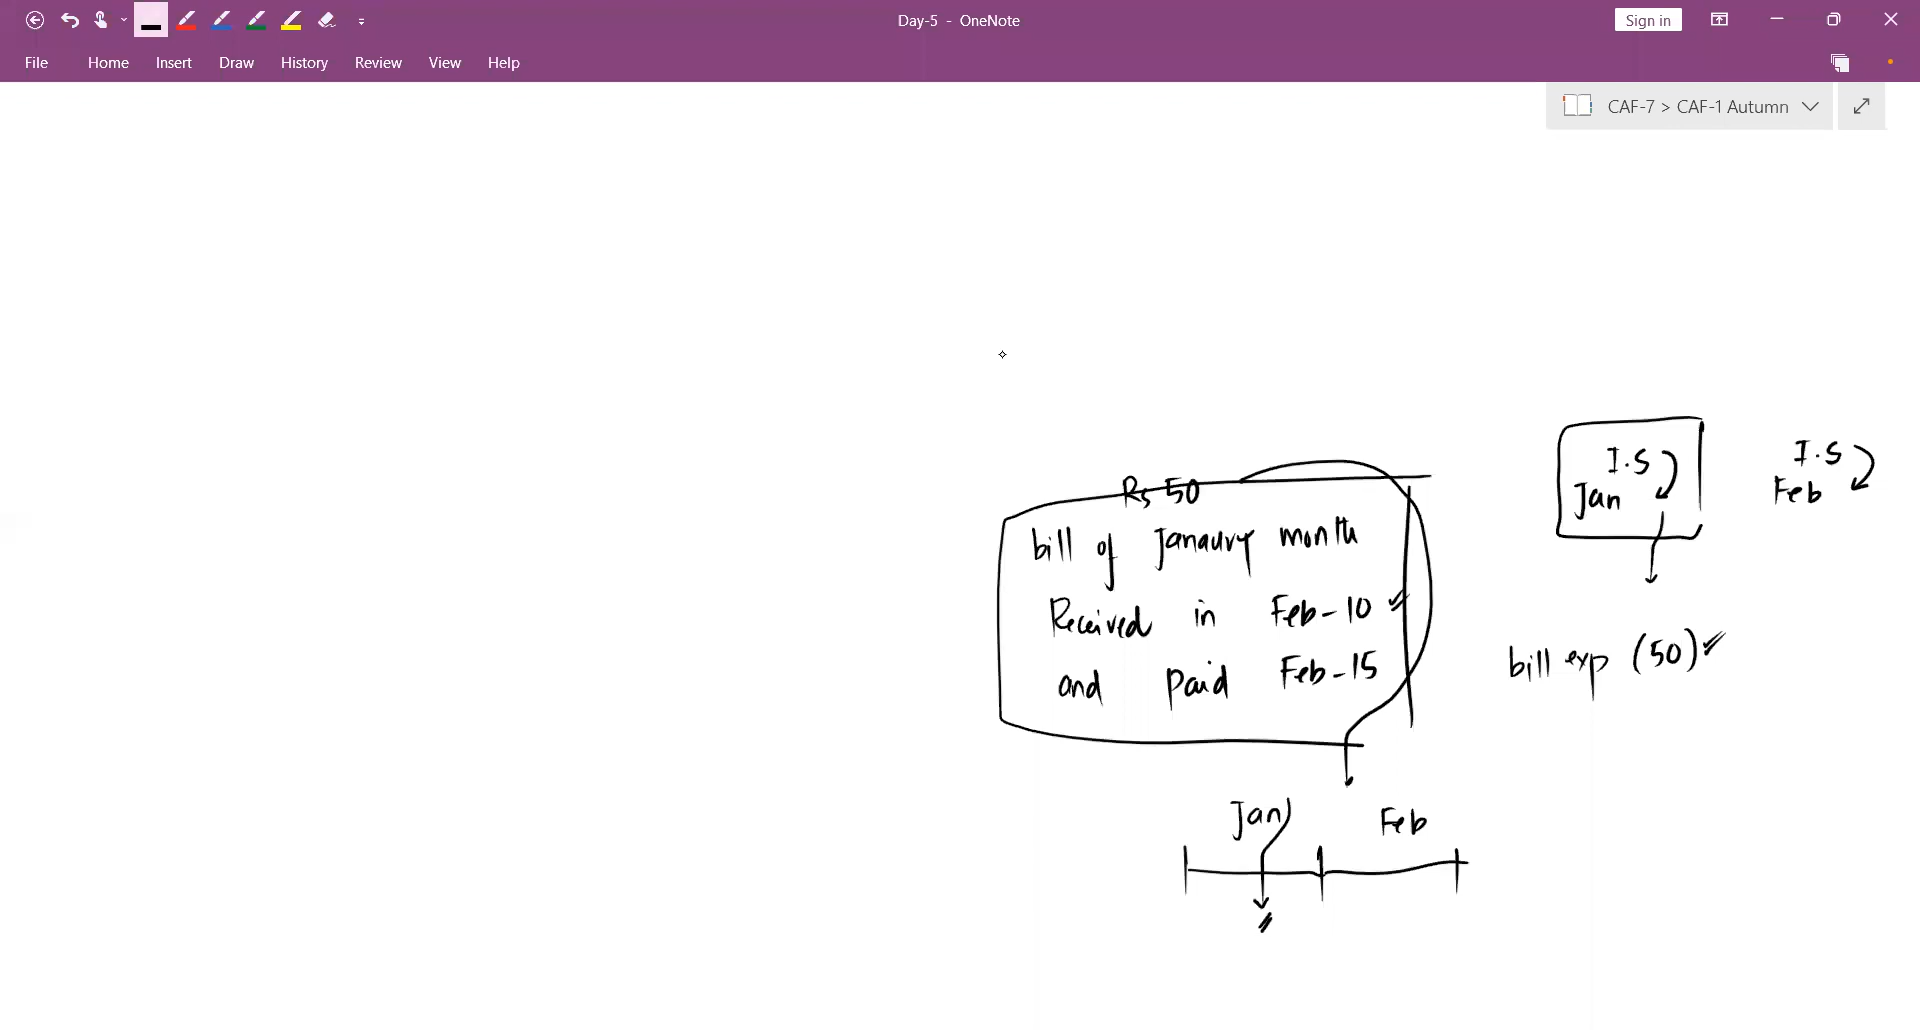 Day-5 - OneNote
Sign in
File Home Insert Draw History Review View Help
CAF-7 > CAF-1 Autumn
Rs 50
bill of Janaury month
Received in Feb-10
and Paid Feb-15
I.S
Jan
I.S
Feb
bill exp (50)
Jan Feb